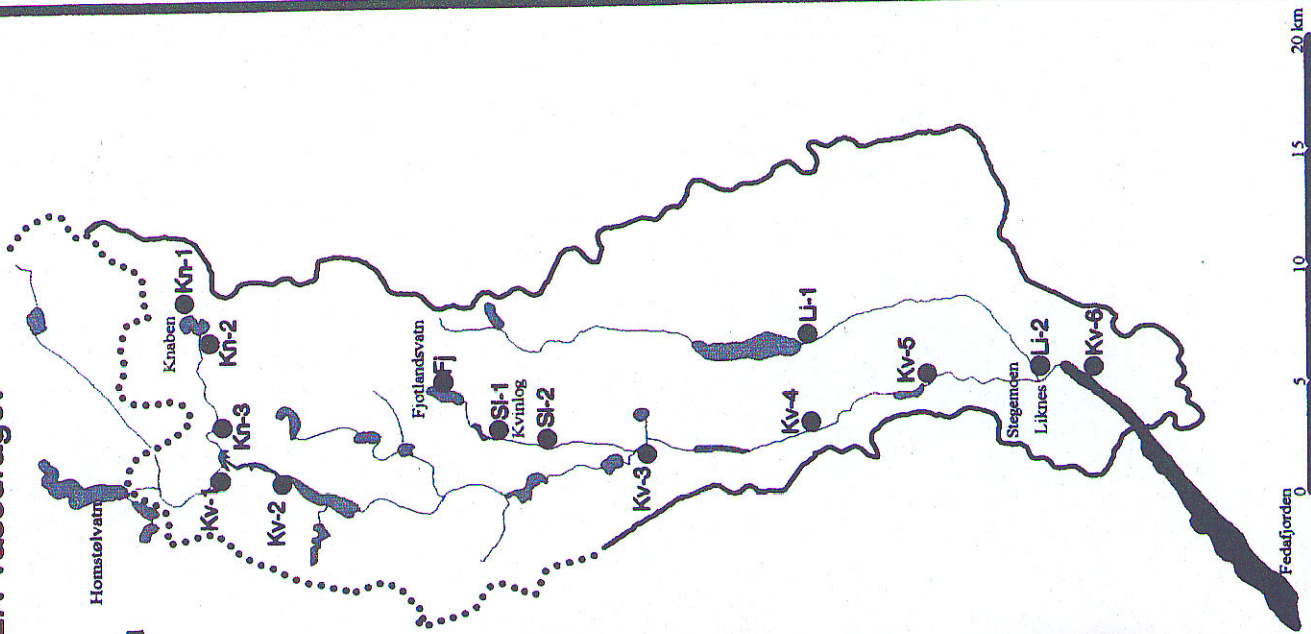 vassdraget
Homstølvatn
Knaben
Kn-1
Kn-2
Kn-3
Kv-1
Kv-2
Fjotlandsvatn
Fj
Sl-1
Kvinlog
Sl-2
Kv-3
Li-1
Kv-4
Kv-5
Stegemoen
Liknes
Li-2
Kv-6
Fedafjorden
0
5
10
15
20 km